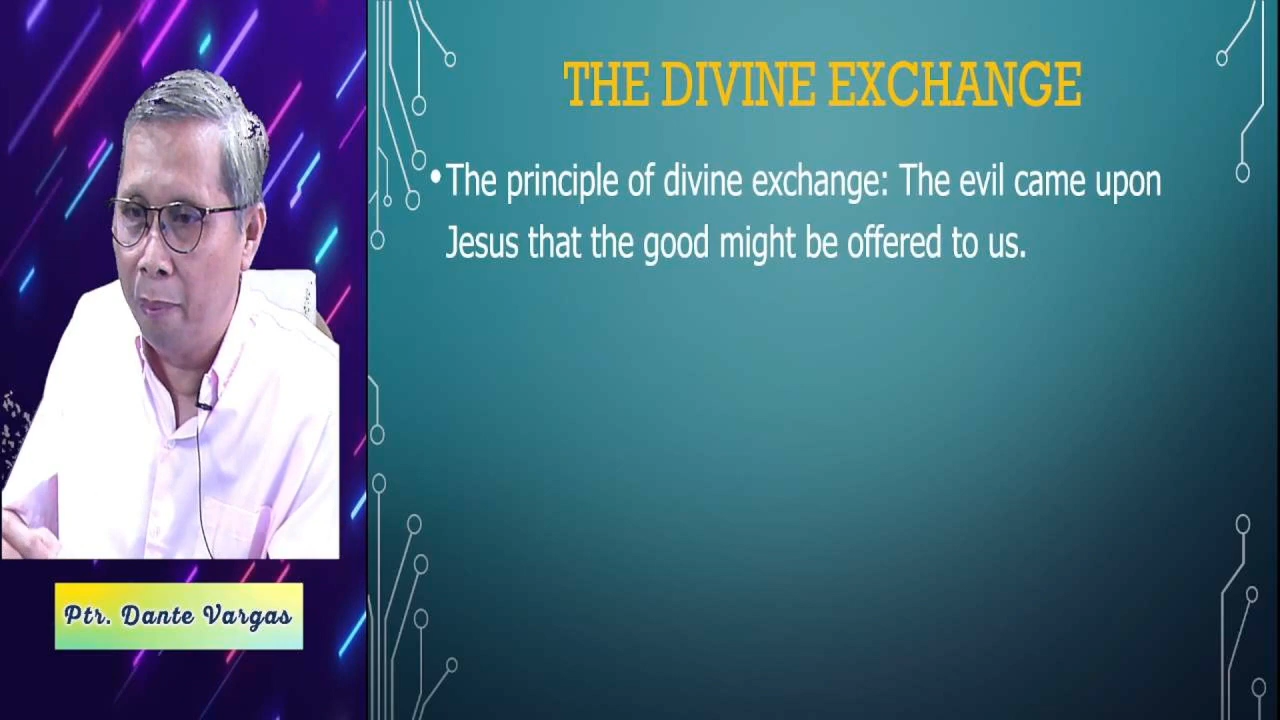 THE DIVINE EXCHANGE
•The principle of divine exchange: The evil came upon
Jesus that the good might be offered to us.
Ptr. Dante Vargas